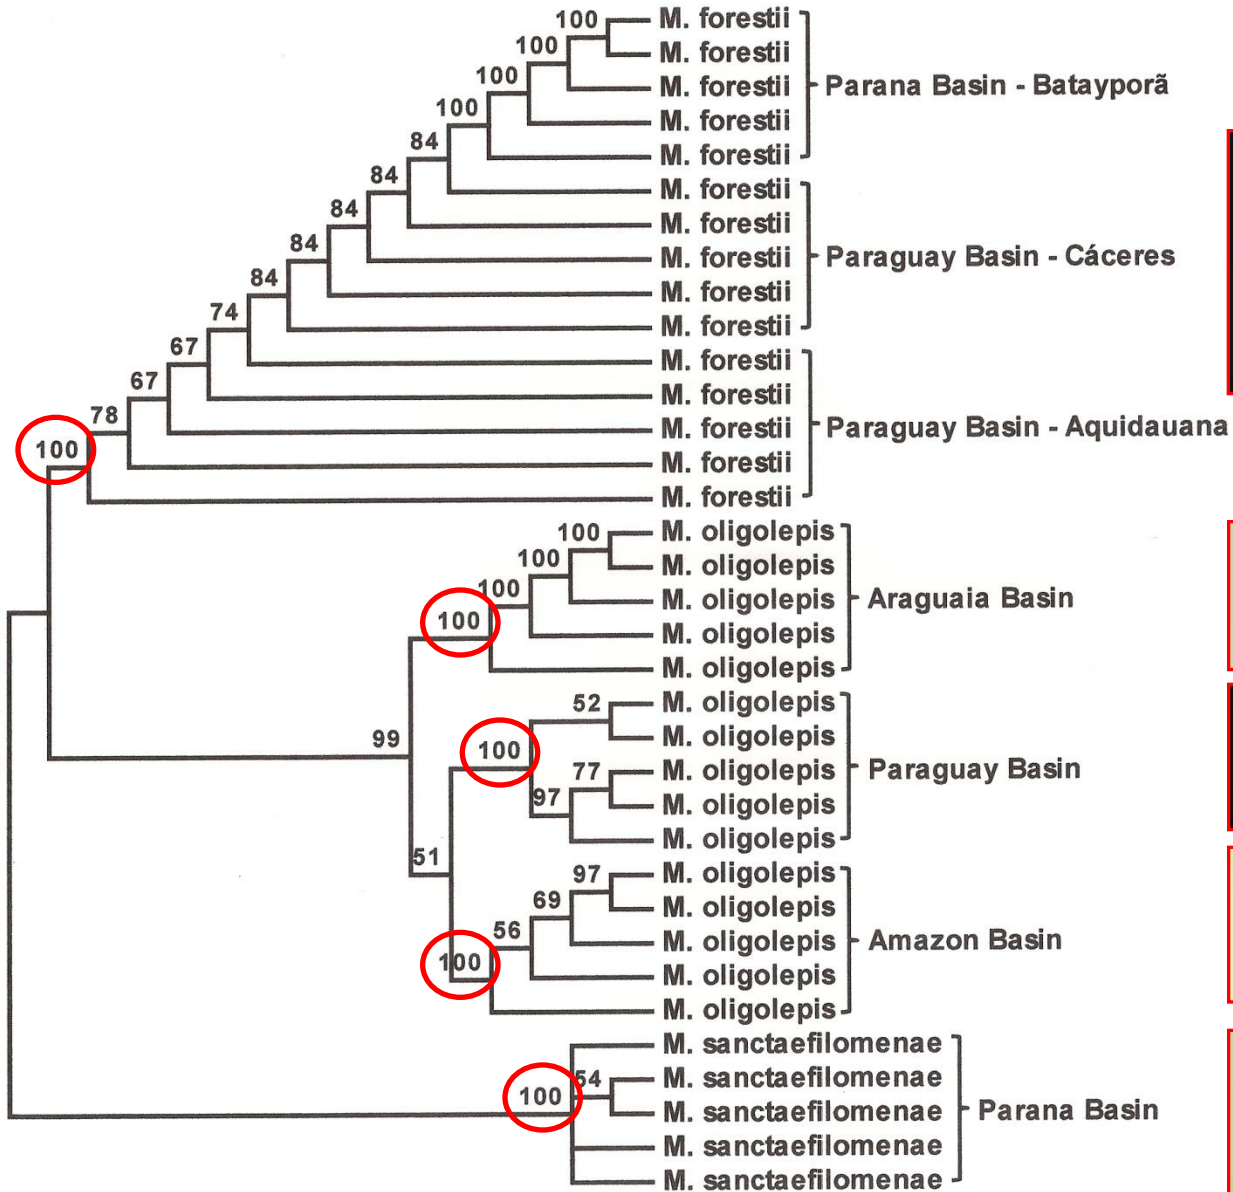 100 M. forestii
100 M. forestii
100 M. forestii Parana Basin - Batayporã
100 M. forestii
84 M. forestii
84 M. forestii
84 M. forestii
84 M. forestii Paraguay Basin - Cáceres
84 M. forestii
74 M. forestii
67 M. forestii
67 M. forestii
78 M. forestii Paraguay Basin - Aquidauana
100 M. forestii
M. forestii
100 M. oligolepis
100 M. oligolepis
100 M. oligolepis Araguaia Basin
100 M. oligolepis
M. oligolepis
52 M. oligolepis
99 M. oligolepis
100 77 M. oligolepis Paraguay Basin
97 M. oligolepis
M. oligolepis
51 97 M. oligolepis
69 M. oligolepis
56 M. oligolepis Amazon Basin
100 M. oligolepis
M. oligolepis
M. sanctaefilomenae
54 M. sanctaefilomenae
100 M. sanctaefilomenae Parana Basin
M. sanctaefilomenae
M. sanctaefilomenae